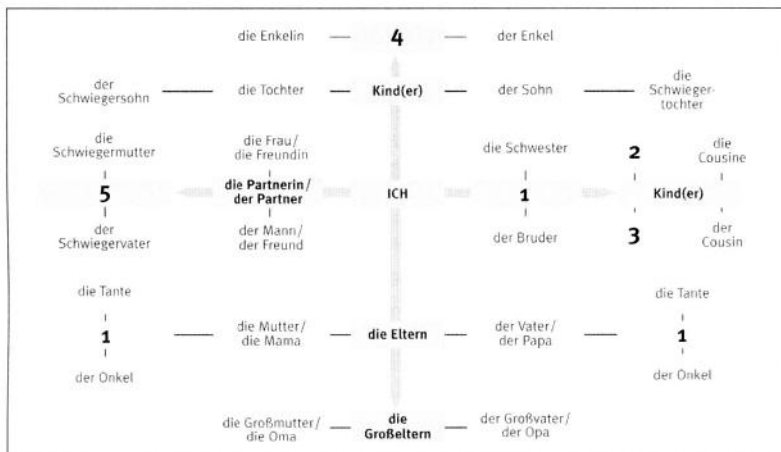 die Enkelin 4 der Enkel
der Schwiegersohn die Tochter Kind(er) der Sohn die Schwieger-
tochter
die Schwiegermutter die Frau/ die Freundin die Schwester 2 die Cousine
5 die Partnerin/ der Partner ICH 1 Kind(er)
der Schwiegervater der Mann/ der Freund der Bruder 3 der Cousin
die Tante die Tante
1 die Mutter/ die Mama die Eltern der Vater/ der Papa 1
der Onkel der Onkel
die Großmutter/ die Oma die Großeltern der Großvater/ der Opa